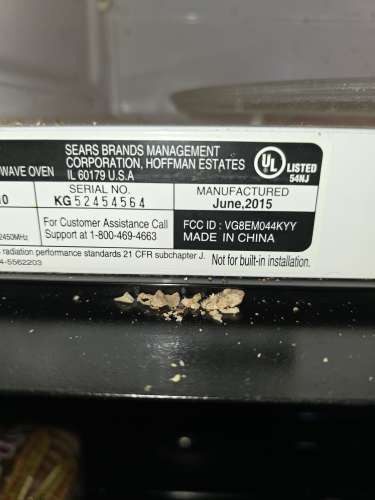 SEARS BRANDS MANAGEMENT
CORPORATION, HOFFMAN ESTATES
IL 60179 U.S.A
WAVE OVEN
UL LISTED
54NJ
SERIAL NO.
KG52454564
MANUFACTURED
June,2015
For Customer Assistance Call
Support at 1-800-469-4663
2450MHz
FCC ID : VG8EM044KYY
MADE IN CHINA
radiation performance standards 21 CFR subchapter J.
Not for built-in installation.
4-5562203